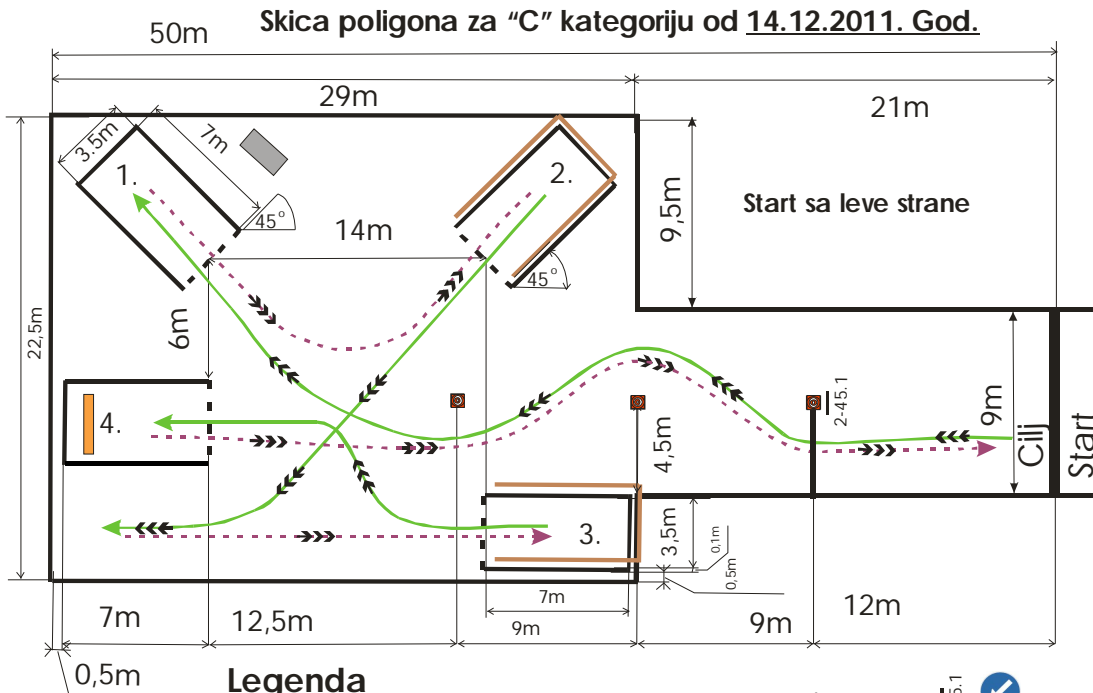 Skica poligona za “C” kategoriju od 14.12.2011. God.
50m
29m
21m
3.5m
7m
1.
2.
45°
14m
9,5m
Start sa leve strane
45°
22,5m
6m
2-45.1
9m
Cilj
Start
4.
4,5m
3.
3,5m
0,1m
0,5m
7m
7m
12,5m
9m
9m
12m
0,5m
Legenda
5.1